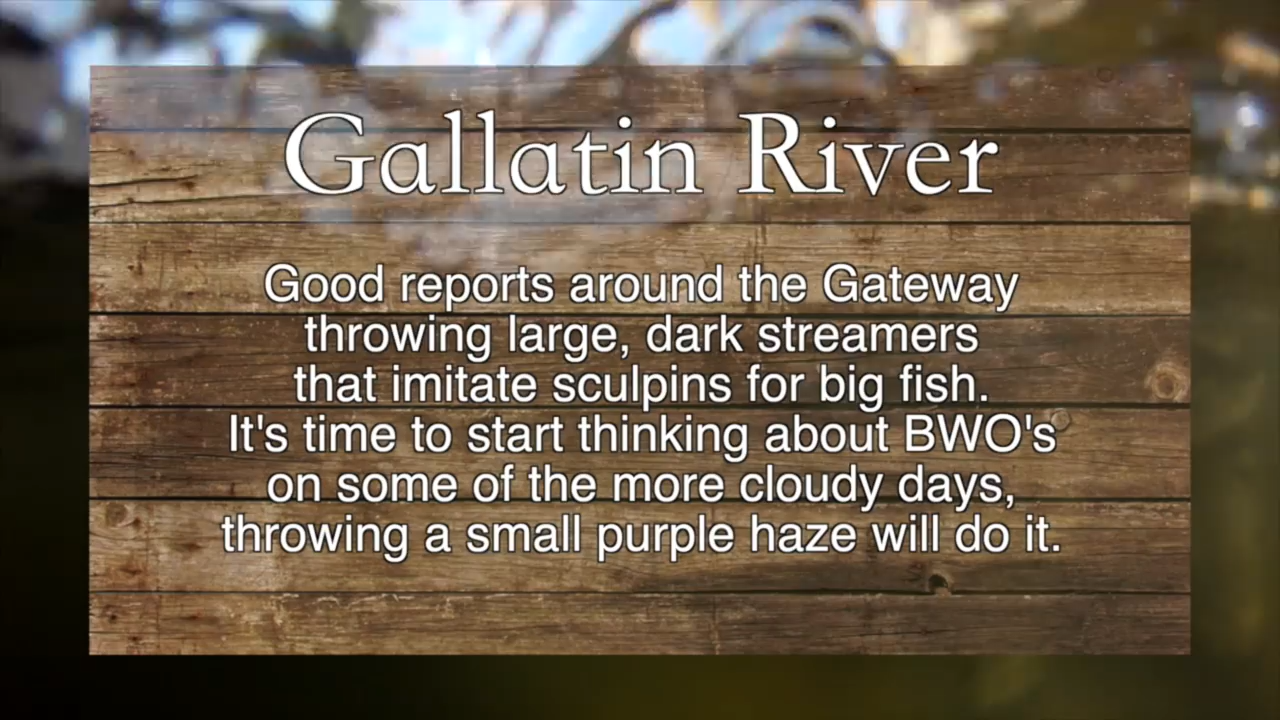 Gallatin River
Good reports around the Gateway
throwing large, dark streamers
that imitate sculpins for big fish.
It's time to start thinking about BWO's
on some of the more cloudy days,
throwing a small purple haze will do it.